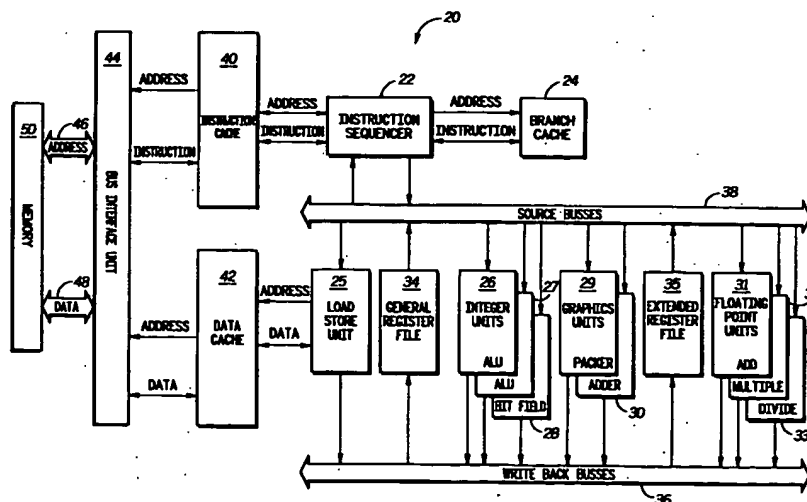 20
44
40
22
24
ADDRESS
ADDRESS
ADDRESS
50
46
INSTRUCTION
CACHE
INSTRUCTION
SEQUENCER
BRANCH
CACHE
ADDRESS
INSTRUCTION
INSTRUCTION
INSTRUCTION
INSTRUCTION
MEMORY
BUS INTERFACE UNIT
38
SOURCE BUSSES
48
DATA
42
DATA
CACHE
ADDRESS
ADDRESS
DATA
DATA
25
LOAD
STORE
UNIT
34
GENERAL
REGISTER
FILE
26
INTEGER
UNITS
ALU
27
ALU
BIT FIELD
28
29
GRAPHICS
UNITS
PACKER
ADDER
30
35
EXTENDED
REGISTER
FILE
31
FLOATING
POINT
UNITS
ADD
MULTIPLE
DIVIDE
33
WRITE BACK BUSSES
36